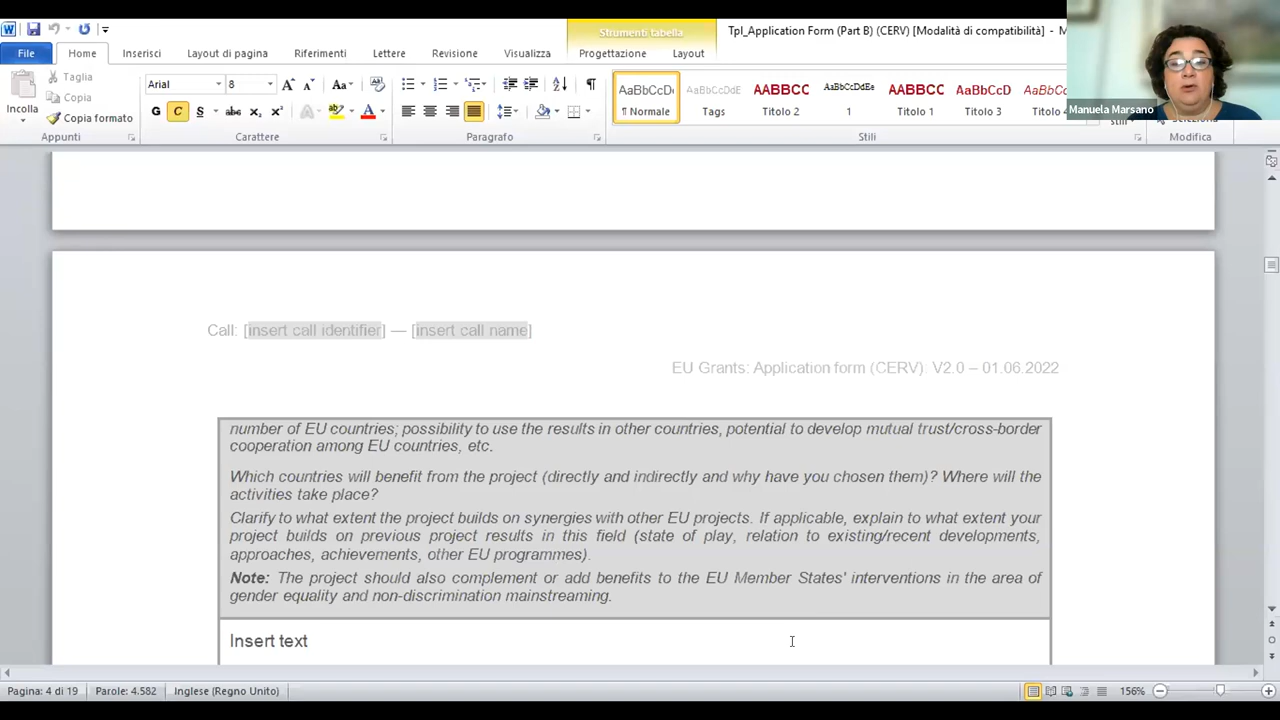 Strumenti tabella
Tpl_Application Form (Part B) (CERV) [Modalità di compatibilità] - M
File Home Inserisci Layout di pagina Riferimenti Lettere Revisione Visualizza Progettazione Layout
Incolla
Taglia
Copia
Copia formato
Appunti
Arial 8
Carattere
Paragrafo
AaBbCcDc AaBbCcDdEe AABBCC AaBbCcDdEe AABBCC AaBbCcD AaBbCc
¶ Normale Tags Titolo 2 1 Titolo 1 Titolo 3 Titolo
Stili
Modifica
Manuela Marsano
Call: [insert call identifier] — [insert call name]
EU Grants: Application form (CERV). V2.0 – 01.06.2022
number of EU countries; possibility to use the results in other countries, potential to develop mutual trust/cross-border
cooperation among EU countries, etc.
Which countries will benefit from the project (directly and indirectly and why have you chosen them)? Where will the
activities take place?
Clarify to what extent the project builds on synergies with other EU projects. If applicable, explain to what extent your
project builds on previous project results in this field (state of play, relation to existing/recent developments,
approaches, achievements, other EU programmes).
Note: The project should also complement or add benefits to the EU Member States' interventions in the area of
gender equality and non-discrimination mainstreaming.
Insert text
Pagina: 4 di 19 Parole: 4.582 Inglese (Regno Unito) 156%